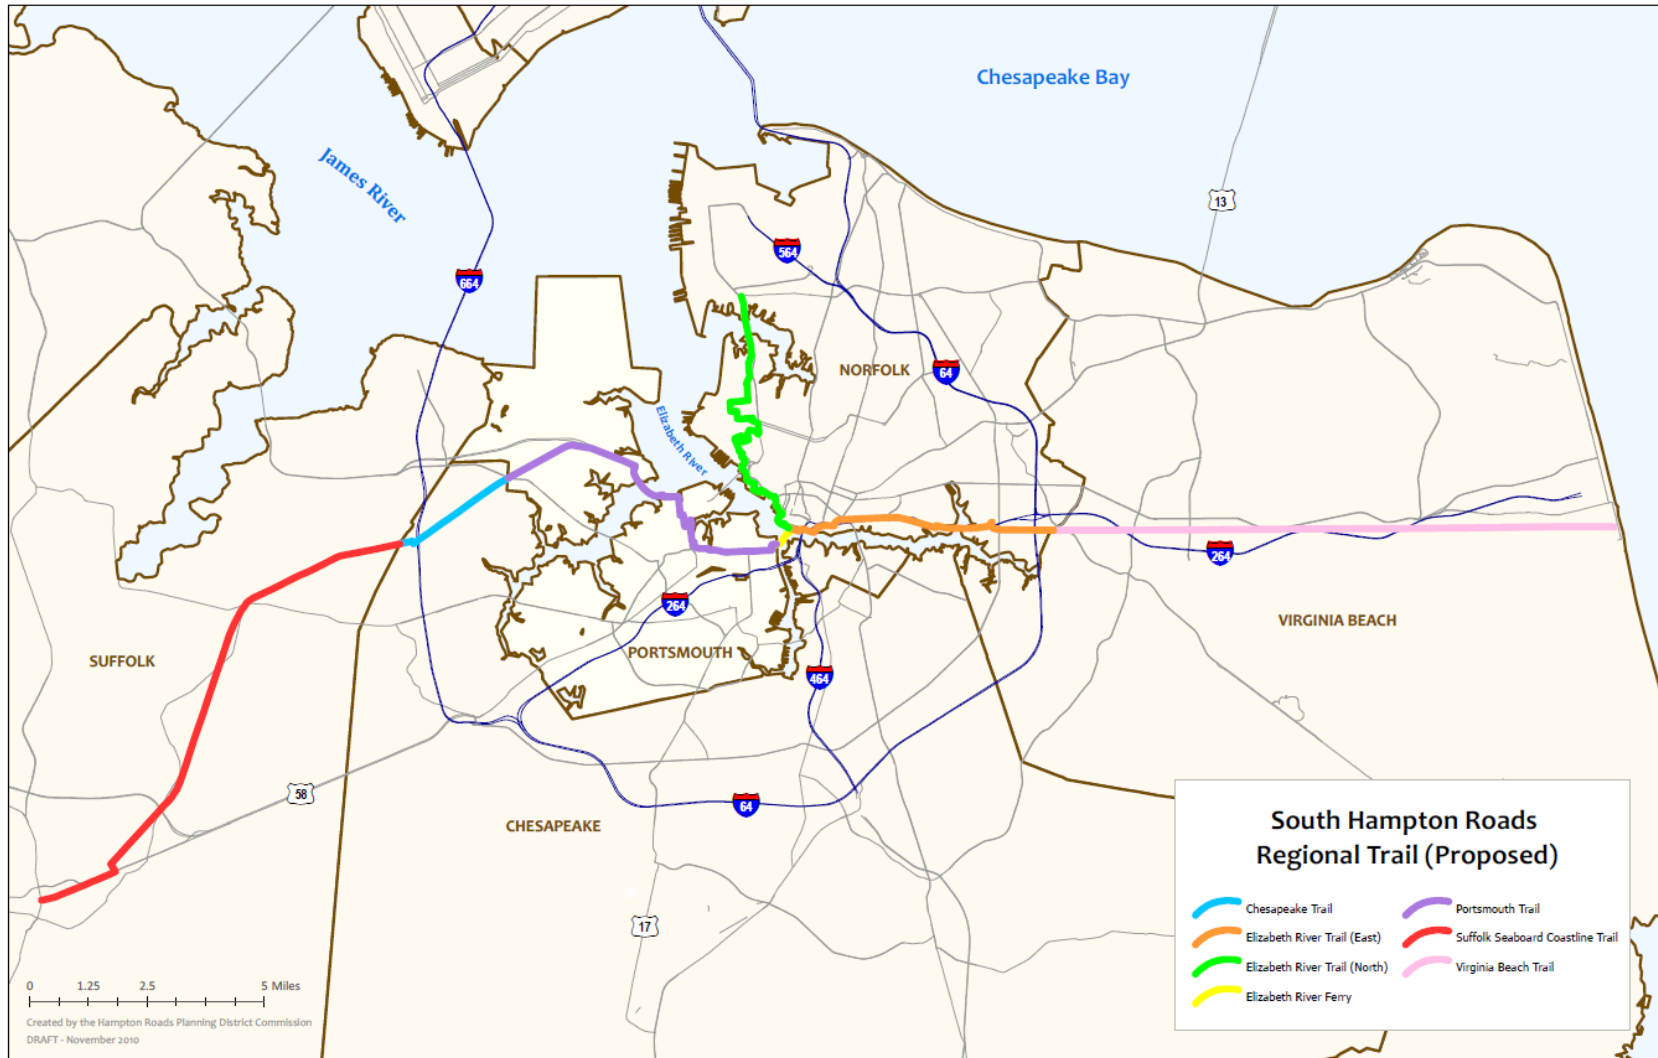 Chesapeake Bay
James River
13
564
664
NORFOLK
64
Elizabeth River
264
264
VIRGINIA BEACH
SUFFOLK
PORTSMOUTH
464
58
64
CHESAPEAKE
17
South Hampton Roads
Regional Trail (Proposed)
Chesapeake Trail
Elizabeth River Trail (East)
Elizabeth River Trail (North)
Elizabeth River Ferry
Portsmouth Trail
Suffolk Seaboard Coastline Trail
Virginia Beach Trail
0 1.25 2.5 5 Miles
Created by the Hampton Roads Planning District Commission
DRAFT - November 2010